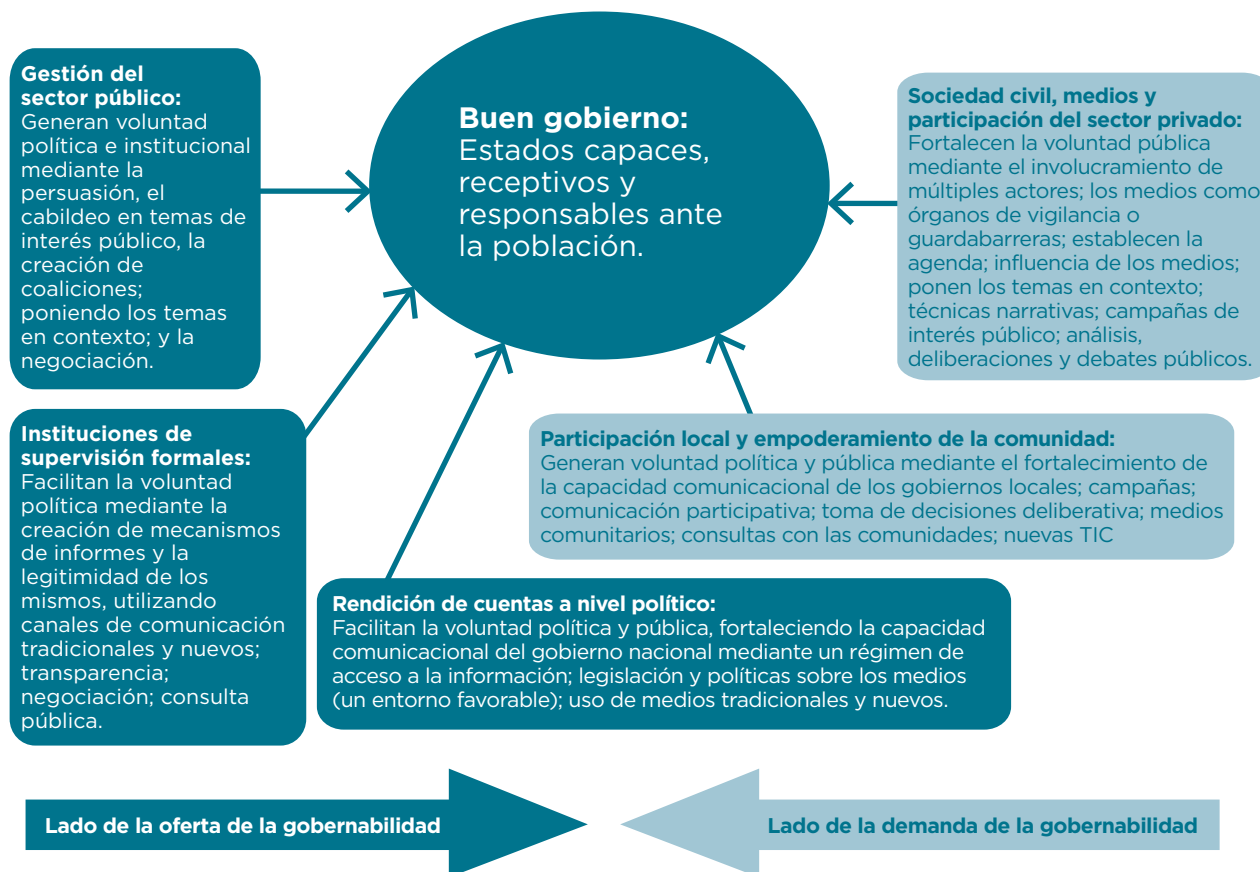 Gestión del
sector público:
Generan voluntad
política e institucional
mediante la
persuasión, el
cabildeo en temas de
interés público, la
creación de
coaliciones;
poniendo los temas
en contexto; y la
negociación.
Buen gobierno:
Estados capaces,
receptivos y
responsables ante
la población.
Sociedad civil, medios y
participación del sector privado:
Fortalecen la voluntad pública
mediante el involucramiento de
múltiples actores; los medios como
órganos de vigilancia o
guardabarreras; establecen la
agenda; influencia de los medios;
ponen los temas en contexto;
técnicas narrativas; campañas de
interés público; análisis,
deliberaciones y debates públicos.
Instituciones de
supervisión formales:
Facilitan la voluntad
política mediante la
creación de mecanismos
de informes y la
legitimidad de los
mismos, utilizando
canales de comunicación
tradicionales y nuevos;
transparencia;
negociación; consulta
pública.
Participación local y empoderamiento de la comunidad:
Generan voluntad política y pública mediante el fortalecimiento de
la capacidad comunicacional de los gobiernos locales; campañas;
comunicación participativa; toma de decisiones deliberativa; medios
comunitarios; consultas con las comunidades; nuevas TIC
Rendición de cuentas a nivel político:
Facilitan la voluntad política y pública, fortaleciendo la capacidad
comunicacional del gobierno nacional mediante un régimen de
acceso a la información; legislación y políticas sobre los medios
(un entorno favorable); uso de medios tradicionales y nuevos.
Lado de la oferta de la gobernabilidad
Lado de la demanda de la gobernabilidad